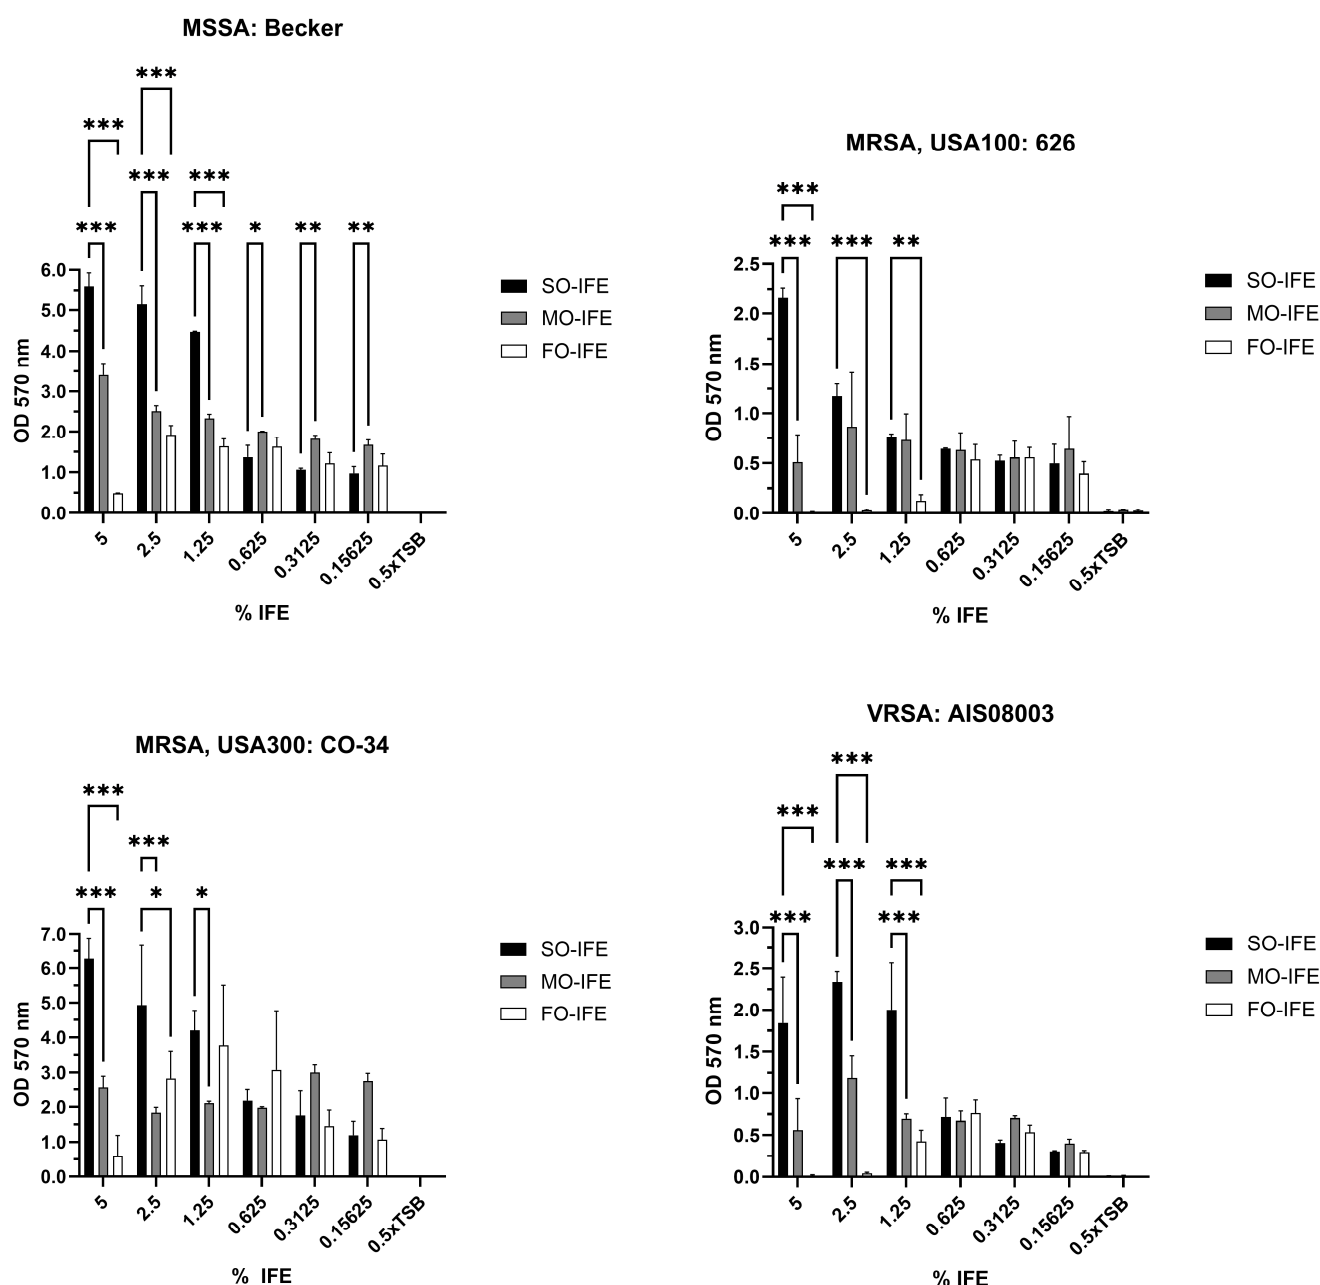 MSSA: Becker
***
***
*** ***
*** *** * ** **
6.0
5.0
4.0
3.0
2.0
1.0
0.0
OD 570 nm
5 2.5 1.25 0.625 0.3125 0.15625 0.5xTSB
% IFE
SO-IFE
MO-IFE
FO-IFE
MRSA, USA100: 626
***
*** *** **
2.5
2.0
1.5
1.0
0.5
0.0
OD 570 nm
5 2.5 1.25 0.625 0.3125 0.15625 0.5xTSB
% IFE
SO-IFE
MO-IFE
FO-IFE
MRSA, USA300: CO-34
***
***
*** * *
7.0
6.0
5.0
4.0
3.0
2.0
1.0
0.0
OD 570 nm
5 2.5 1.25 0.625 0.3125 0.15625 0.5xTSB
% IFE
SO-IFE
MO-IFE
FO-IFE
VRSA: AIS08003
***
***
*** ***
*** ***
3.0
2.5
2.0
1.5
1.0
0.5
0.0
OD 570 nm
5 2.5 1.25 0.625 0.3125 0.15625 0.5xTSB
% IFE
SO-IFE
MO-IFE
FO-IFE